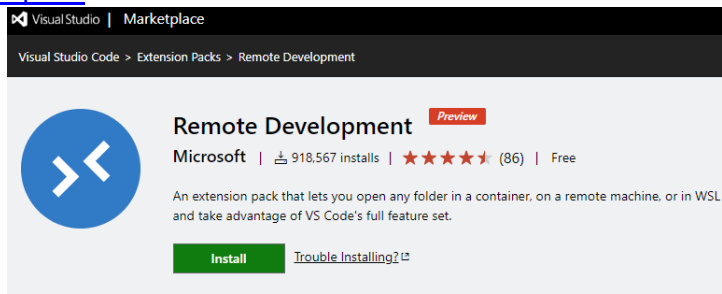 Visual Studio | Marketplace
Visual Studio Code > Extension Packs > Remote Development
Remote Development Preview
Microsoft | 918,567 installs | (86) | Free
An extension pack that lets you open any folder in a container, on a remote machine, or in WSL
and take advantage of VS Code's full feature set.
Install Trouble Installing?